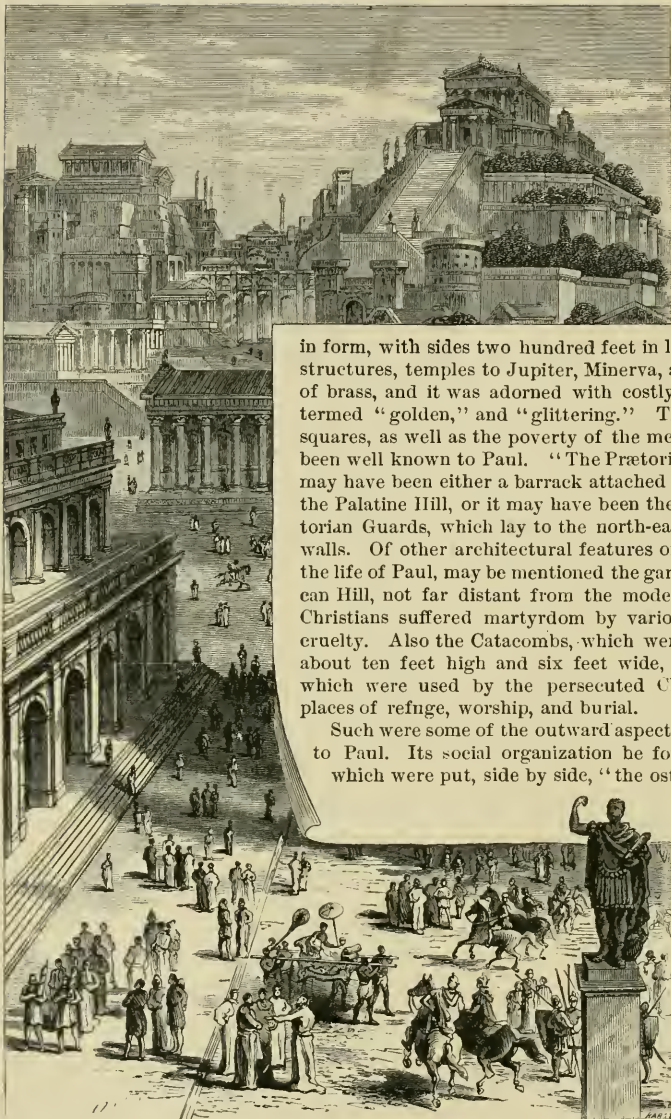 in form, with sides two hundred feet in l
structures, temples to Jupiter, Minerva, a
of brass, and it was adorned with costly
termed “golden,” and “glittering.” T
squares, as well as the poverty of the me
been well known to Paul. “The Prætori
may have been either a barrack attached
the Palatine Hill, or it may have been the
torian Guards, which lay to the north-ea
walls. Of other architectural features o
the life of Paul, may be mentioned the gar
can Hill, not far distant from the mode
Christians suffered martyrdom by vario
cruelty. Also the Catacombs, which wer
about ten feet high and six feet wide,
which were used by the persecuted C
places of refuge, worship, and burial.
Such were some of the outward aspect
to Paul. Its social organization he fo
which were put, side by side, “the ost